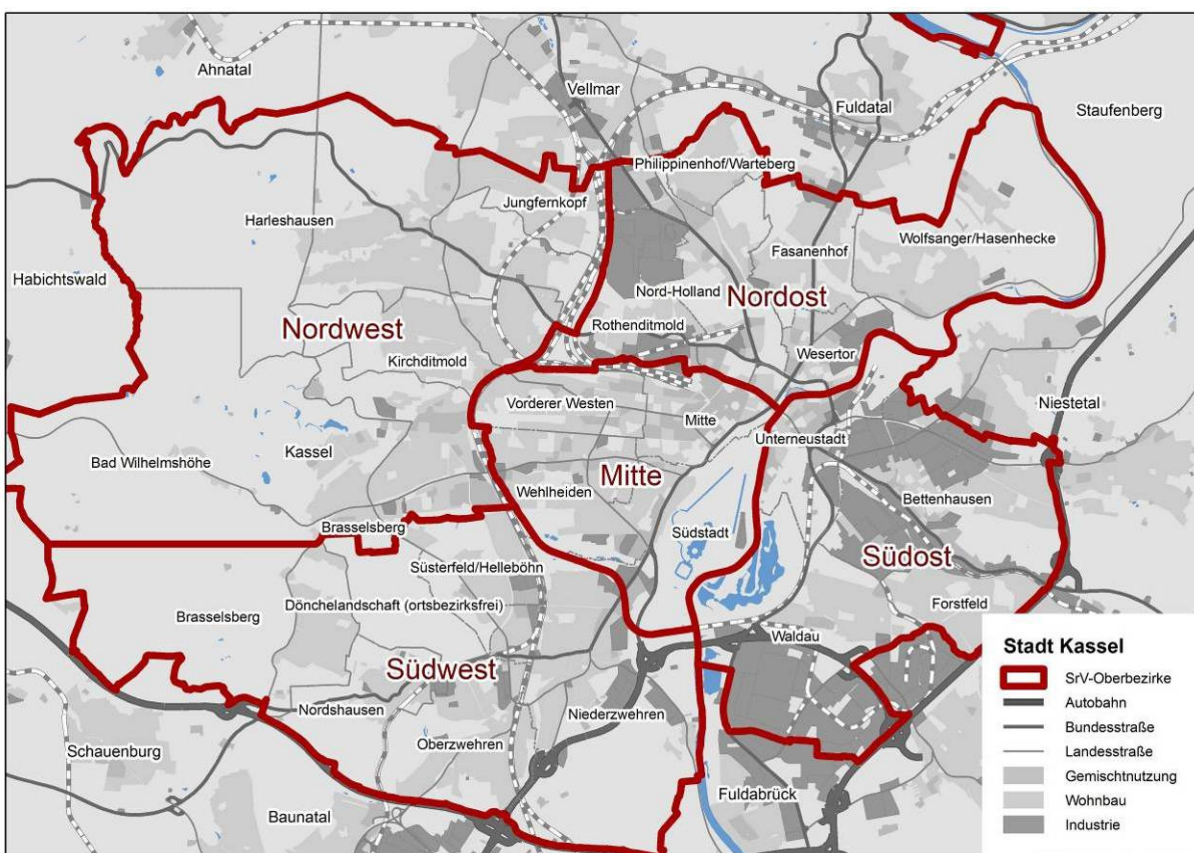 Ahnatal
Vellmar
Fuldatal
Staufenberg
Philippinenhof/Warteberg
Jungfernkopf
Harleshausen
Fasanenhof
Wolfsanger/Hasenhecke
Habichtswald
Nord-Holland
Nordost
Nordwest
Rothenditmold
Kirchditmold
Wesertor
Vorderer Westen
Mitte
Niestetal
Unterneustadt
Kassel
Bad Wilhelmshöhe
Mitte
Wehlheiden
Bettenhausen
Südstadt
Brasselsberg
Südost
Süsterfeld/Helleböhn
Forstfeld
Dönchelandschaft (ortsbezirksfrei)
Brasselsberg
Waldau
Südwest
Nordshausen
Niederzwehren
Oberzwehren
Schauenburg
Fuldabrück
Baunatal
Stadt Kassel
SrV-Oberbezirke
Autobahn
Bundesstraße
Landesstraße
Gemischtnutzung
Wohnbau
Industrie